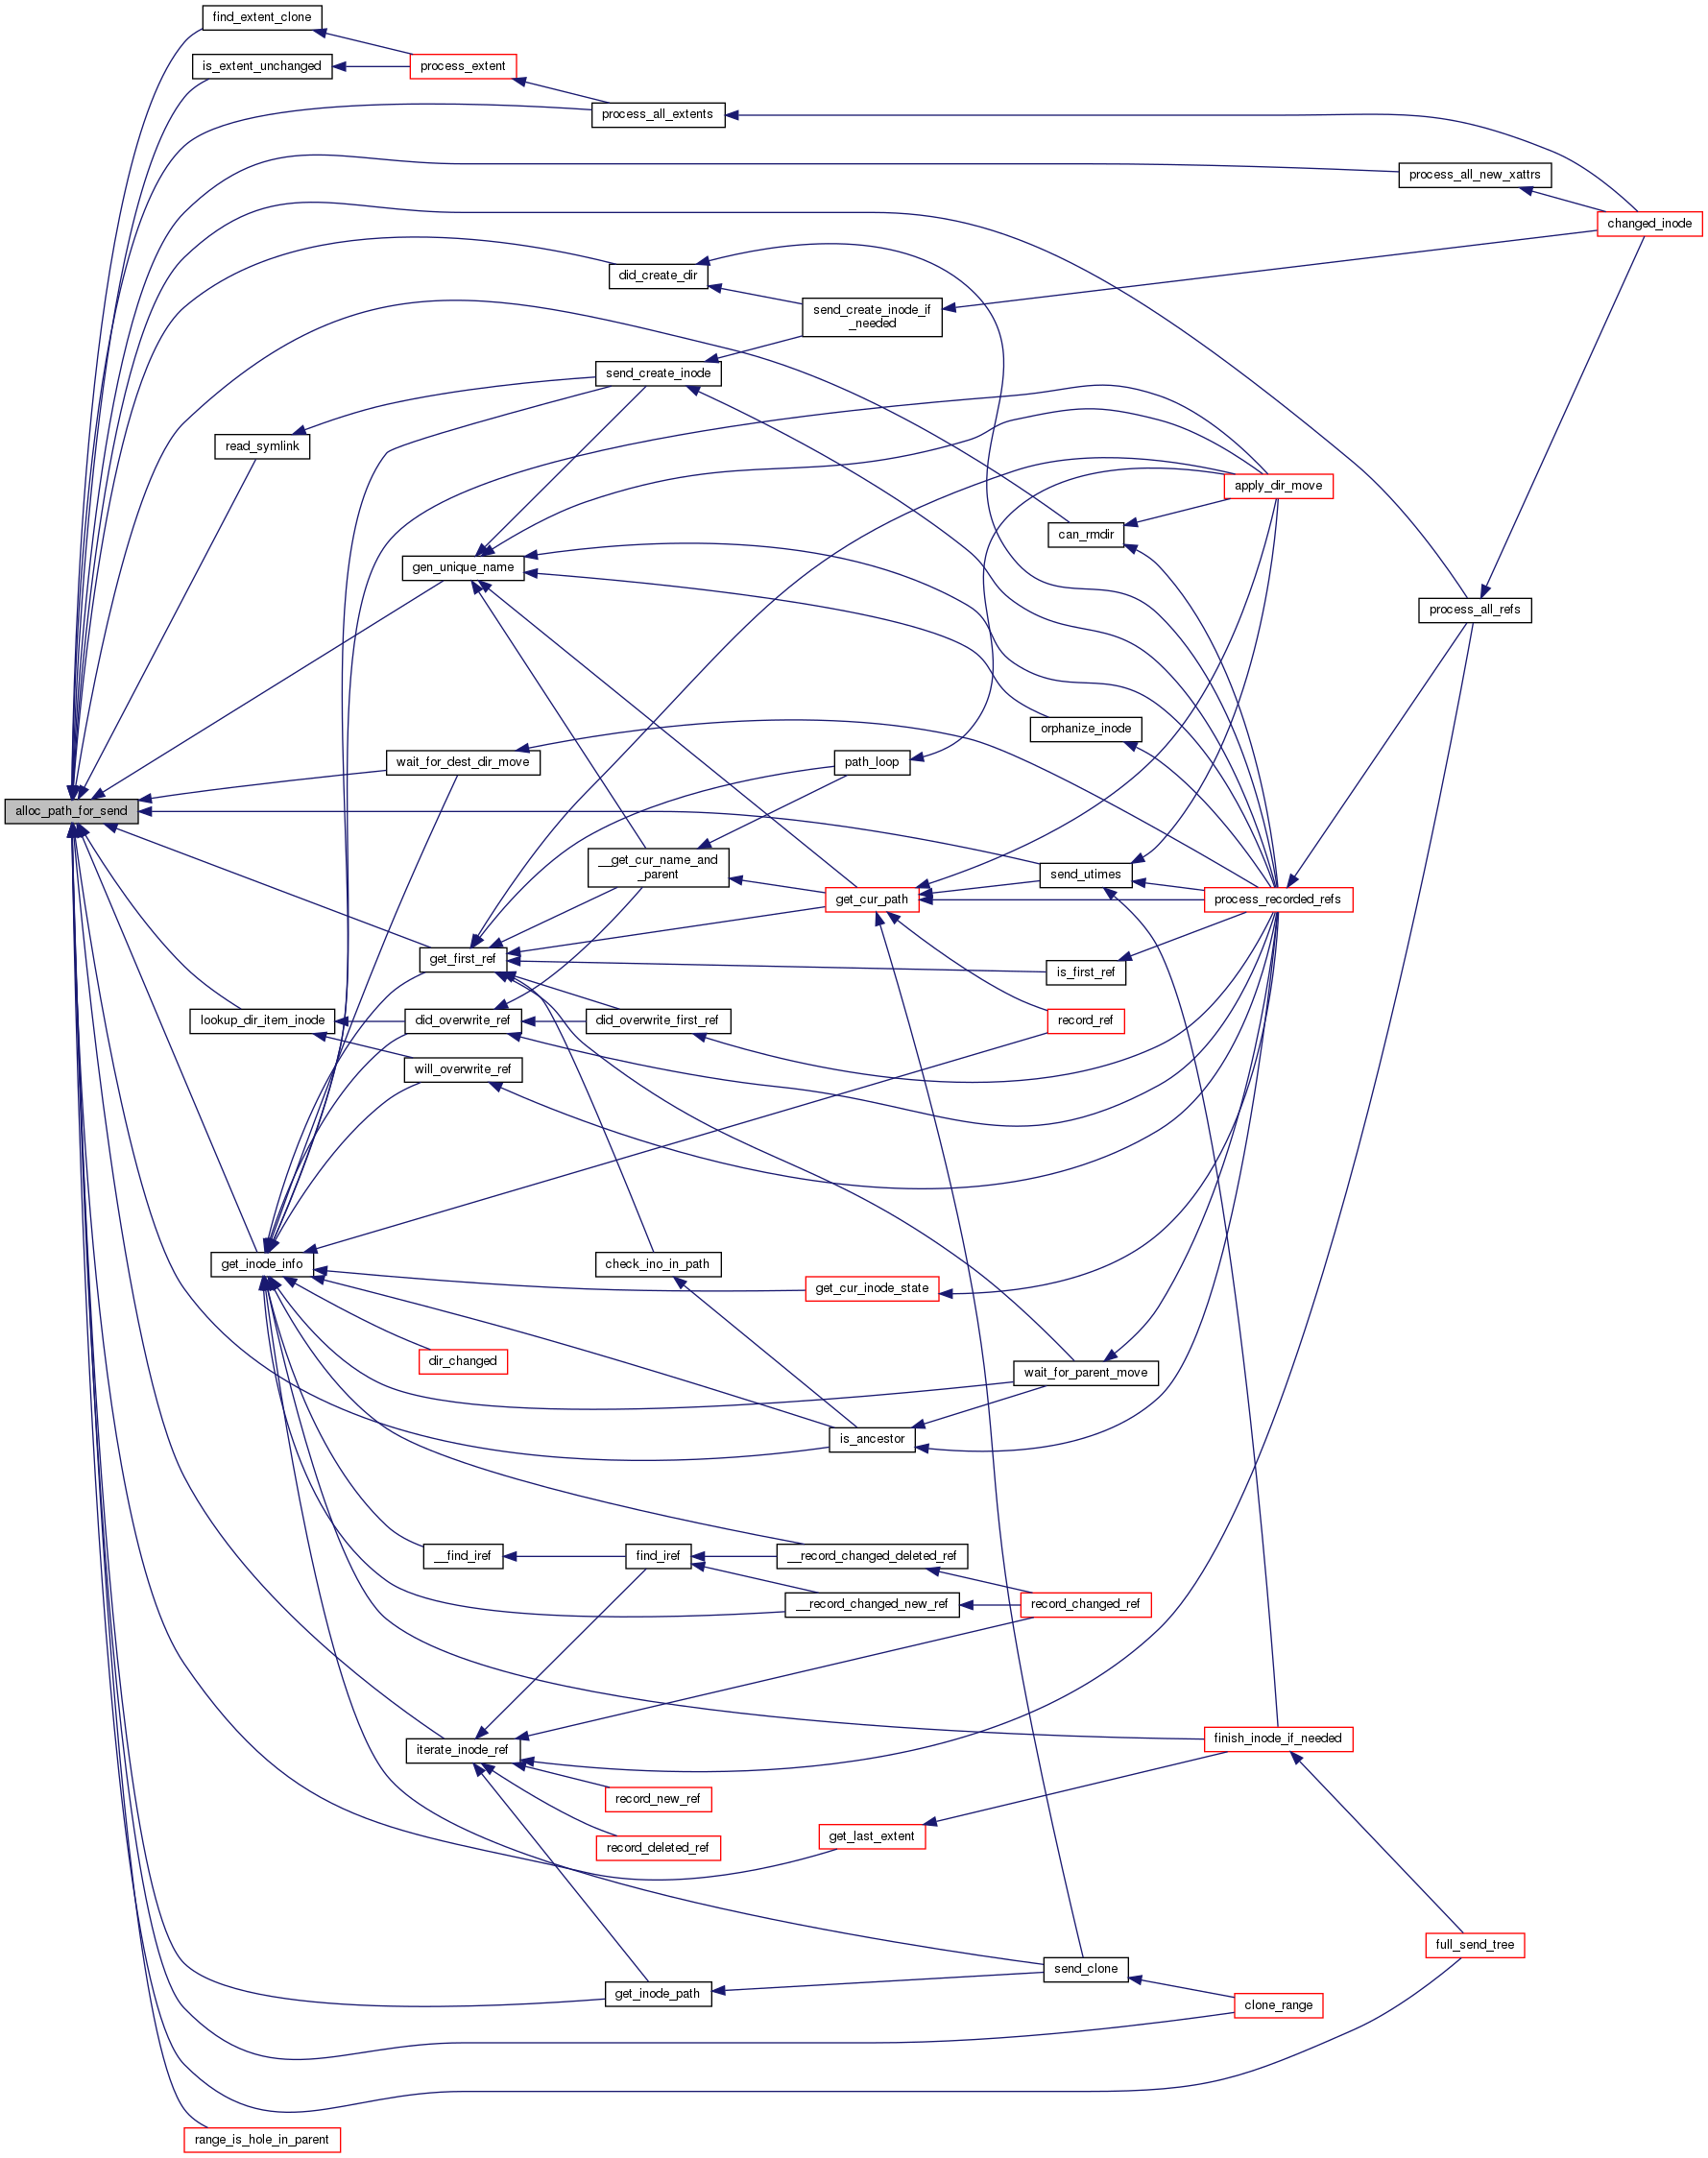 find_extent_clone
is_extent_unchanged
process_extent
process_all_extents
process_all_new_xattrs
changed_inode
did_create_dir
send_create_inode_if
_needed
send_create_inode
read_symlink
apply_dir_move
can_rmdir
gen_unique_name
process_all_refs
orphanize_inode
wait_for_dest_dir_move
path_loop
alloc_path_for_send
__get_cur_name_and
_parent
send_utimes
get_cur_path
process_recorded_refs
get_first_ref
is_first_ref
lookup_dir_item_inode
did_overwrite_ref
did_overwrite_first_ref
record_ref
will_overwrite_ref
get_inode_info
check_ino_in_path
get_cur_inode_state
dir_changed
wait_for_parent_move
is_ancestor
__find_iref
find_iref
__record_changed_deleted_ref
__record_changed_new_ref
record_changed_ref
iterate_inode_ref
finish_inode_if_needed
record_new_ref
get_last_extent
record_deleted_ref
full_send_tree
send_clone
get_inode_path
clone_range
range_is_hole_in_parent